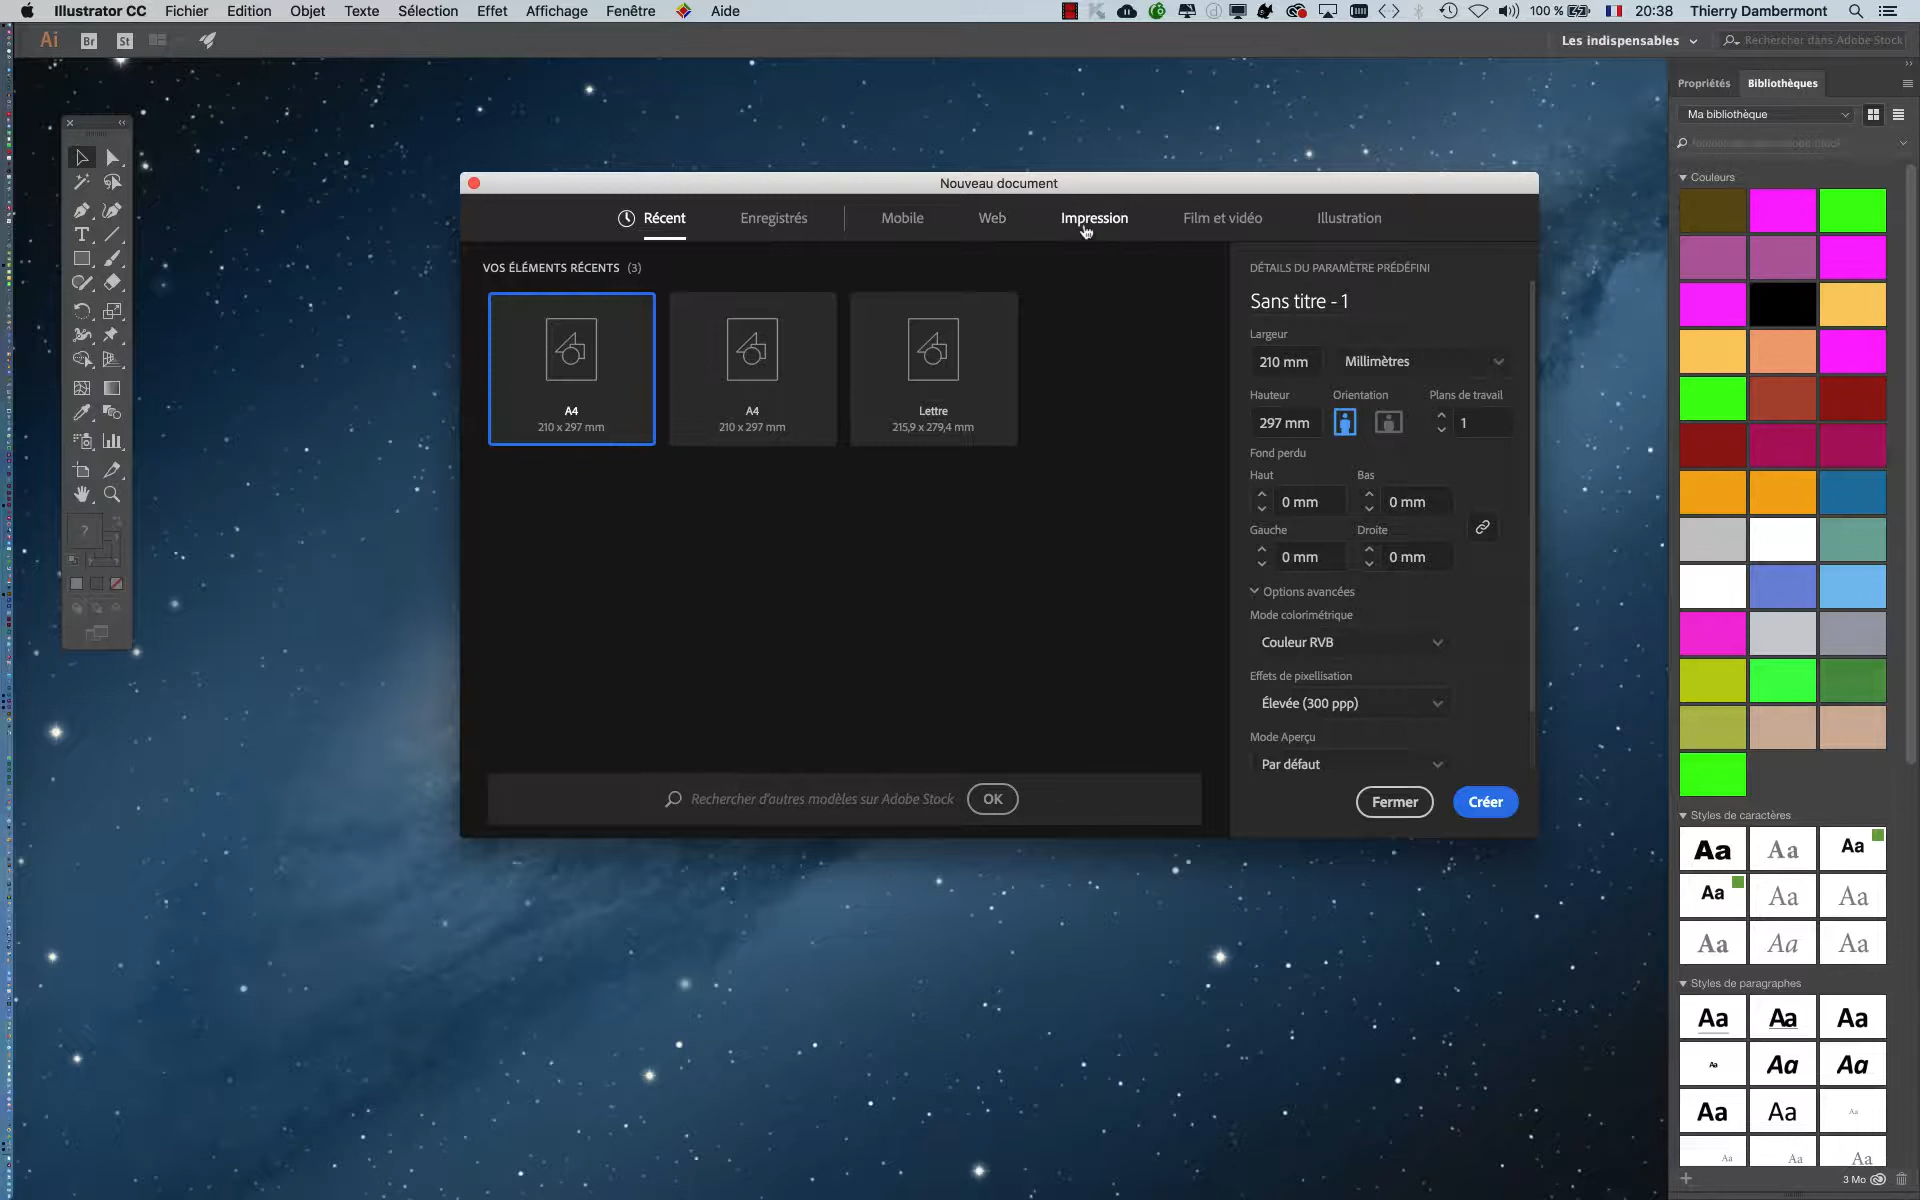 Illustrator CC Fichier Edition Objet Texte Sélection Effet Affichage Fenêtre Aide 100 % 20:38 Thierry Dambermont
Ai Br St Les indispensables Rechercher dans Adobe Stock
Propriétés Bibliothèques
Ma bibliothèque
Nouveau document
Récent Enregistrés Mobile Web Impression Film et vidéo Illustration
VOS ÉLÉMENTS RÉCENTS (3)
A4
210 x 297 mm
A4
210 x 297 mm
Lettre
215,9 x 279,4 mm
Rechercher d'autres modèles sur Adobe Stock OK
DÉTAILS DU PARAMÈTRE PRÉDÉFINI
Sans titre - 1
Largeur
210 mm Millimètres
Hauteur Orientation Plans de travail
297 mm 1
Fond perdu
Haut Bas
0 mm 0 mm
Gauche Droite
0 mm 0 mm
Options avancées
Mode colorimétrique
Couleur RVB
Effets de pixellisation
Élevée (300 ppp)
Mode Aperçu
Par défaut
Fermer Créer
Couleurs
Styles de caractères
Aa Aa Aa
Aa Aa Aa
Aa Aa Aa
Styles de paragraphes
Aa Aa Aa
Aa Aa Aa
Aa Aa Aa
Aa Aa Aa
3 Mo